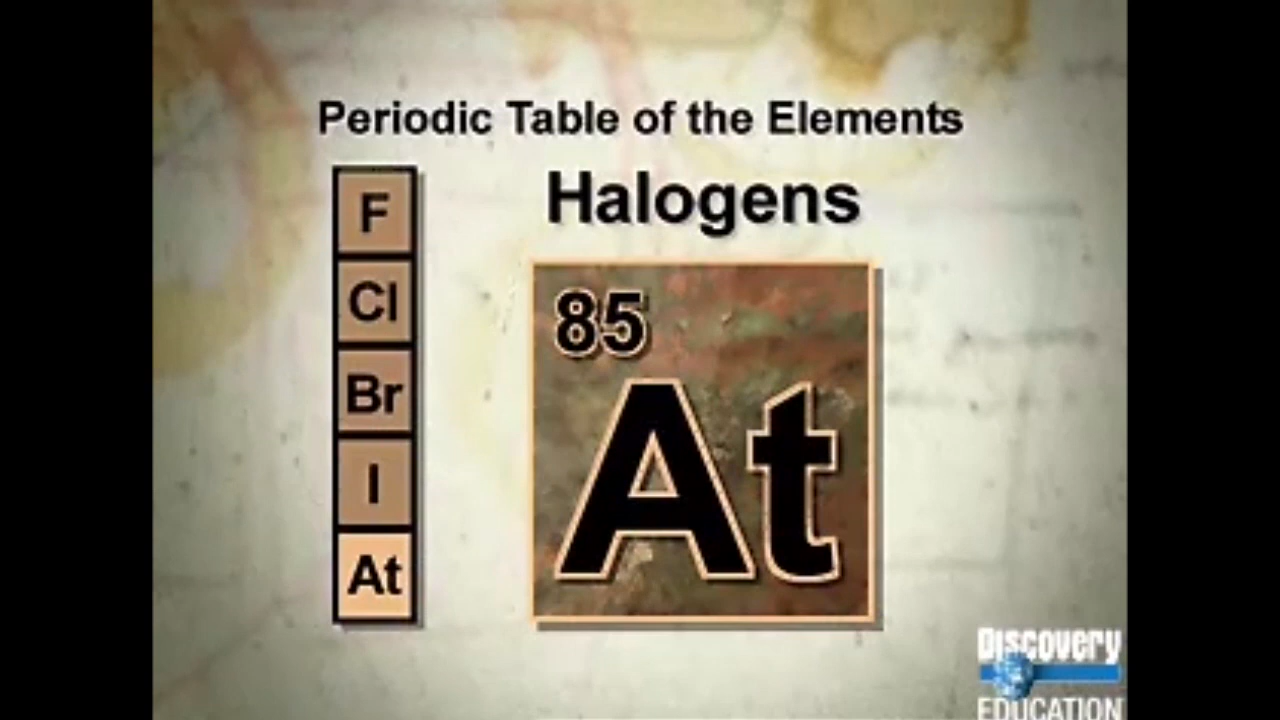 Periodic Table of the Elements
Halogens
F
Cl
Br
I
At
85
At
Discovery
EDUCATION